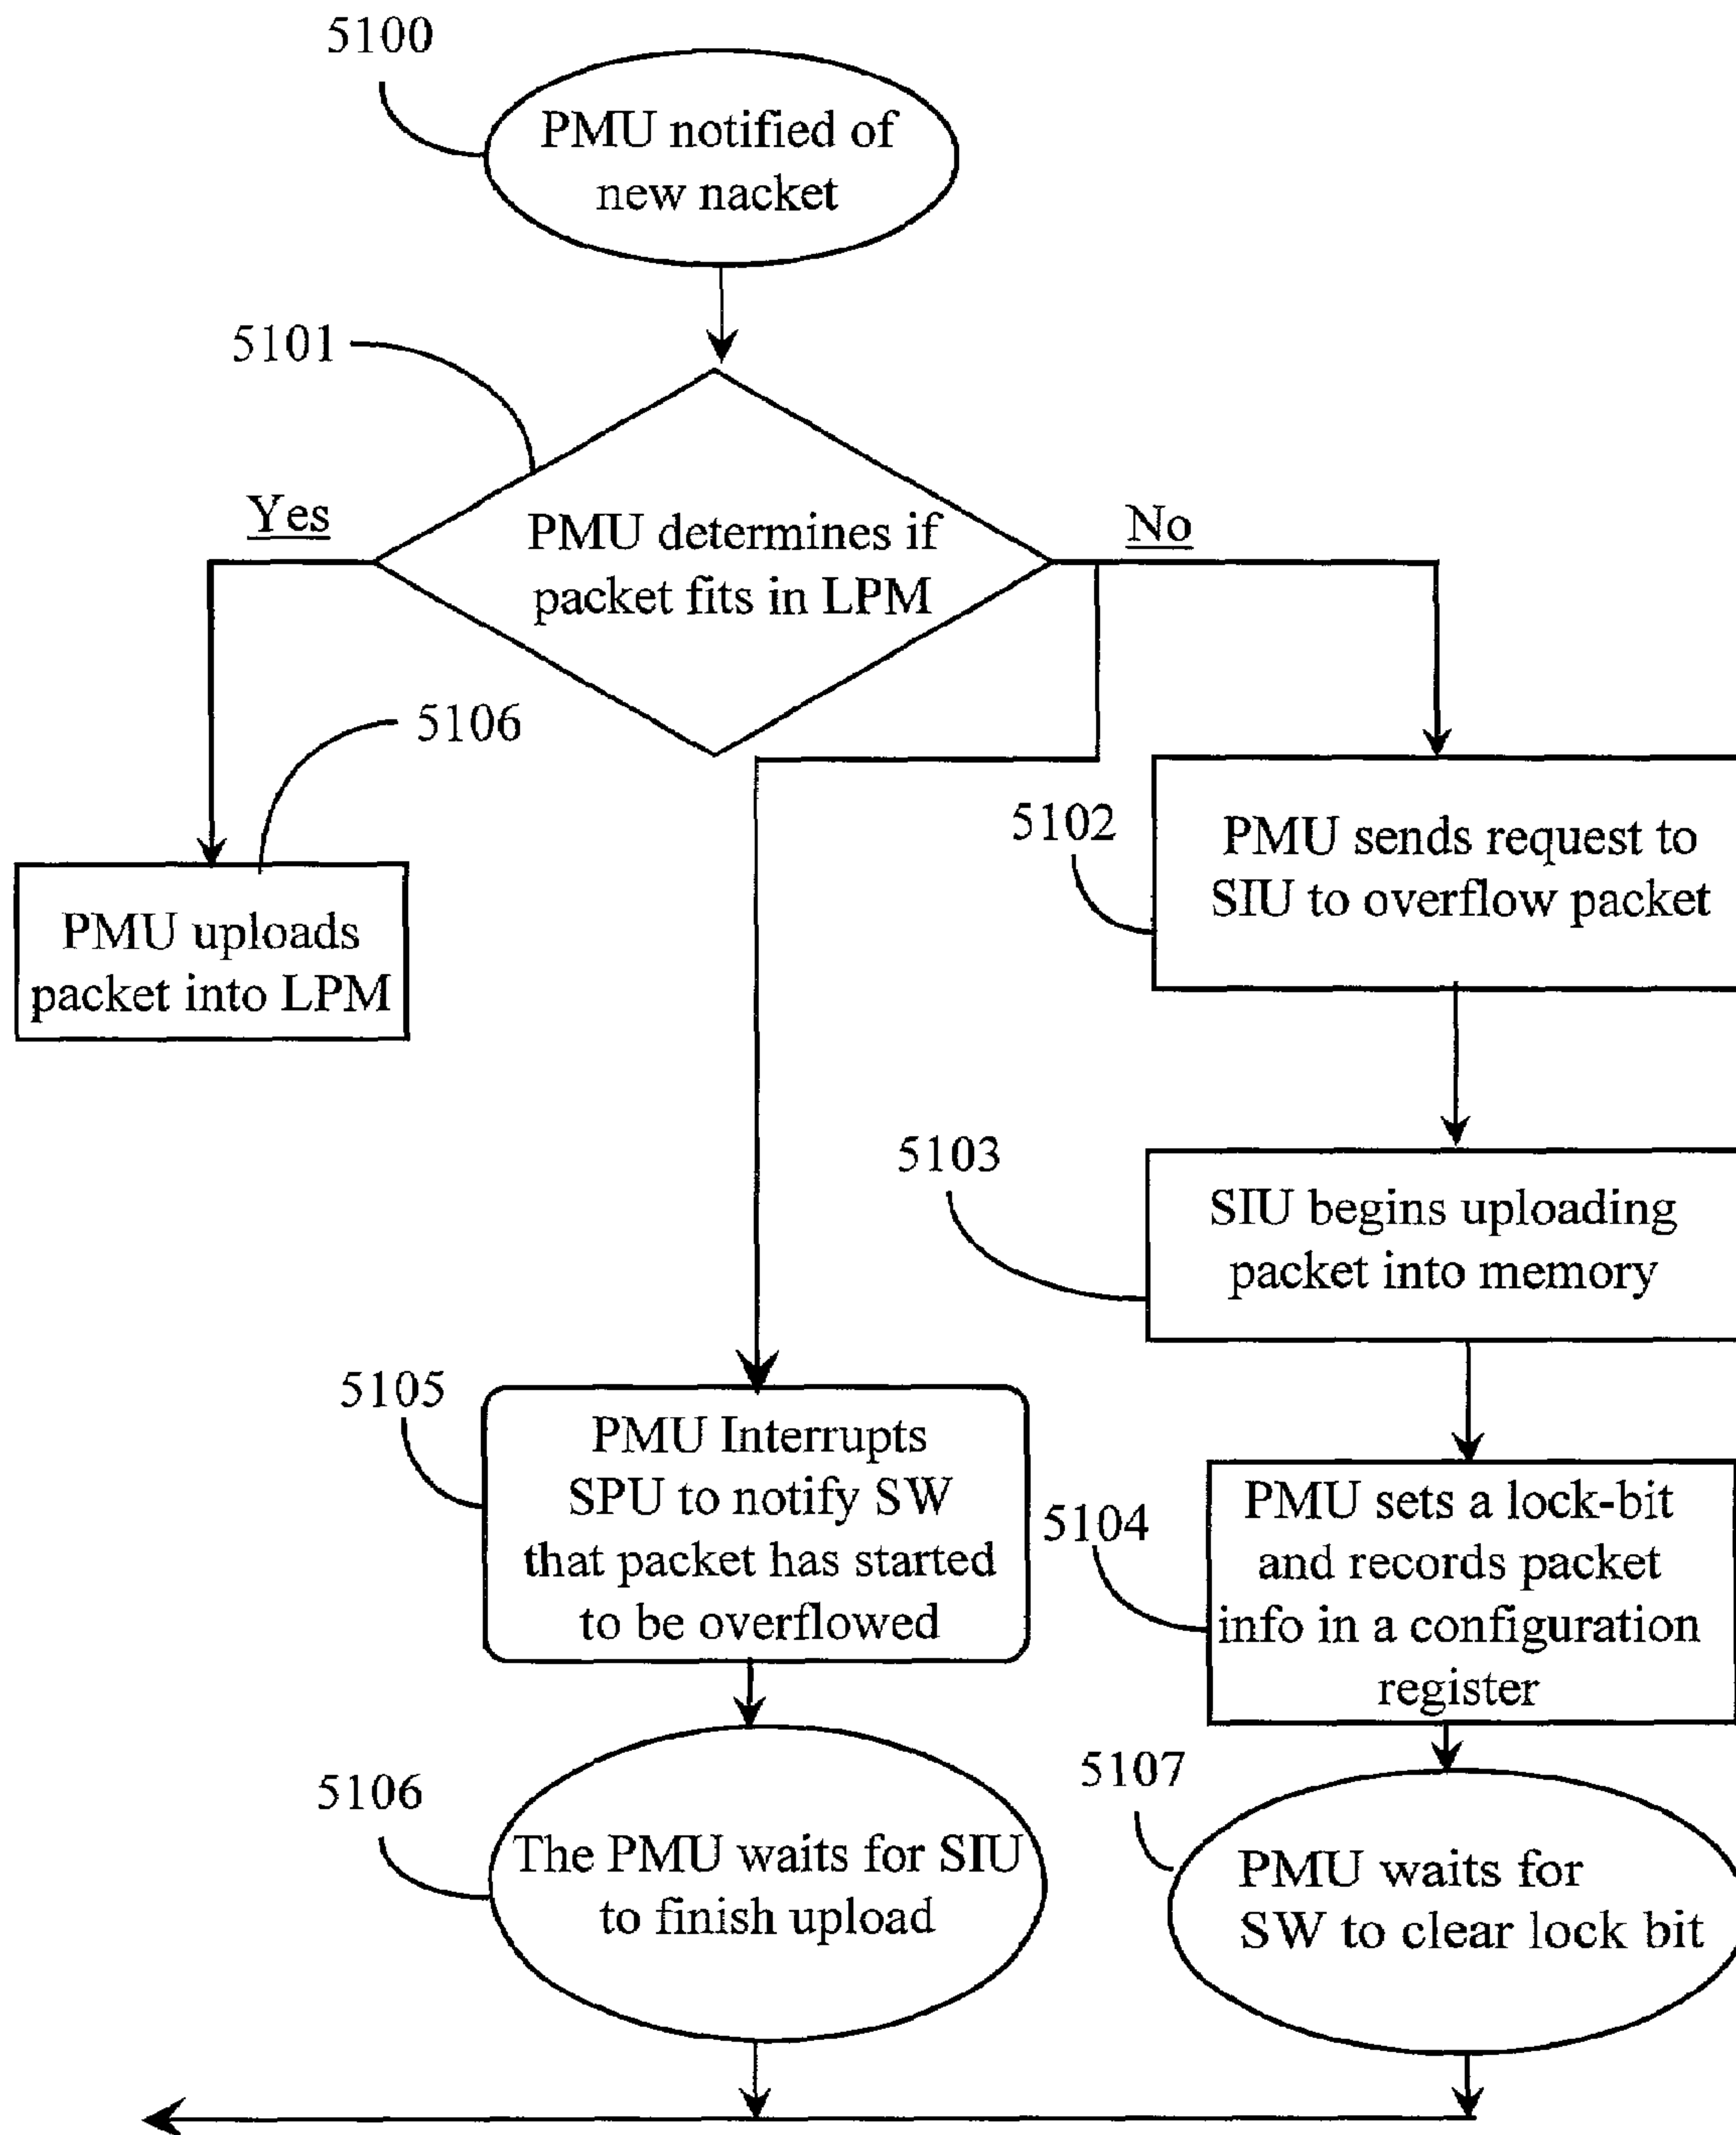 5100
PMU notified of
new nacket
5101
Yes
PMU determines if
packet fits in LPM
No
5106
PMU uploads
packet into LPM
5102
PMU sends request to
SIU to overflow packet
5103
SIU begins uploading
packet into memory
5105
PMU Interrupts
SPU to notify SW
that packet has started
to be overflowed
5104
PMU sets a lock-bit
and records packet
info in a configuration
register
5106
The PMU waits for SIU
to finish upload
5107
PMU waits for
SW to clear lock bit